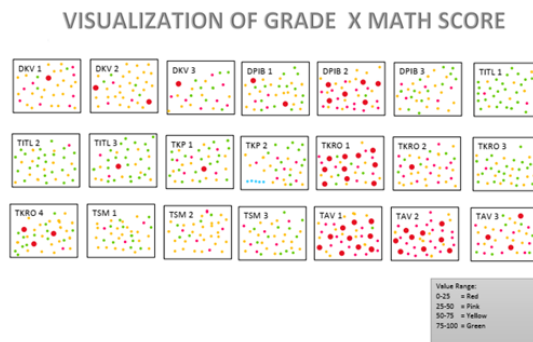 VISUALIZATION OF GRADE X MATH SCORE
DKV 1
DKV 2
DKV 3
DPIB 1
DPIB 2
DPIB 3
TITL 1
TITL 2
TITL 3
TKP 1
TKP 2
TKRO 1
TKRO 2
TKRO 3
TKRO 4
TSM 1
TSM 2
TSM 3
TAV 1
TAV 2
TAV 3
Value Range:
0-25 = Red
25-50 = Pink
50-75 = Yellow
75-100 = Green